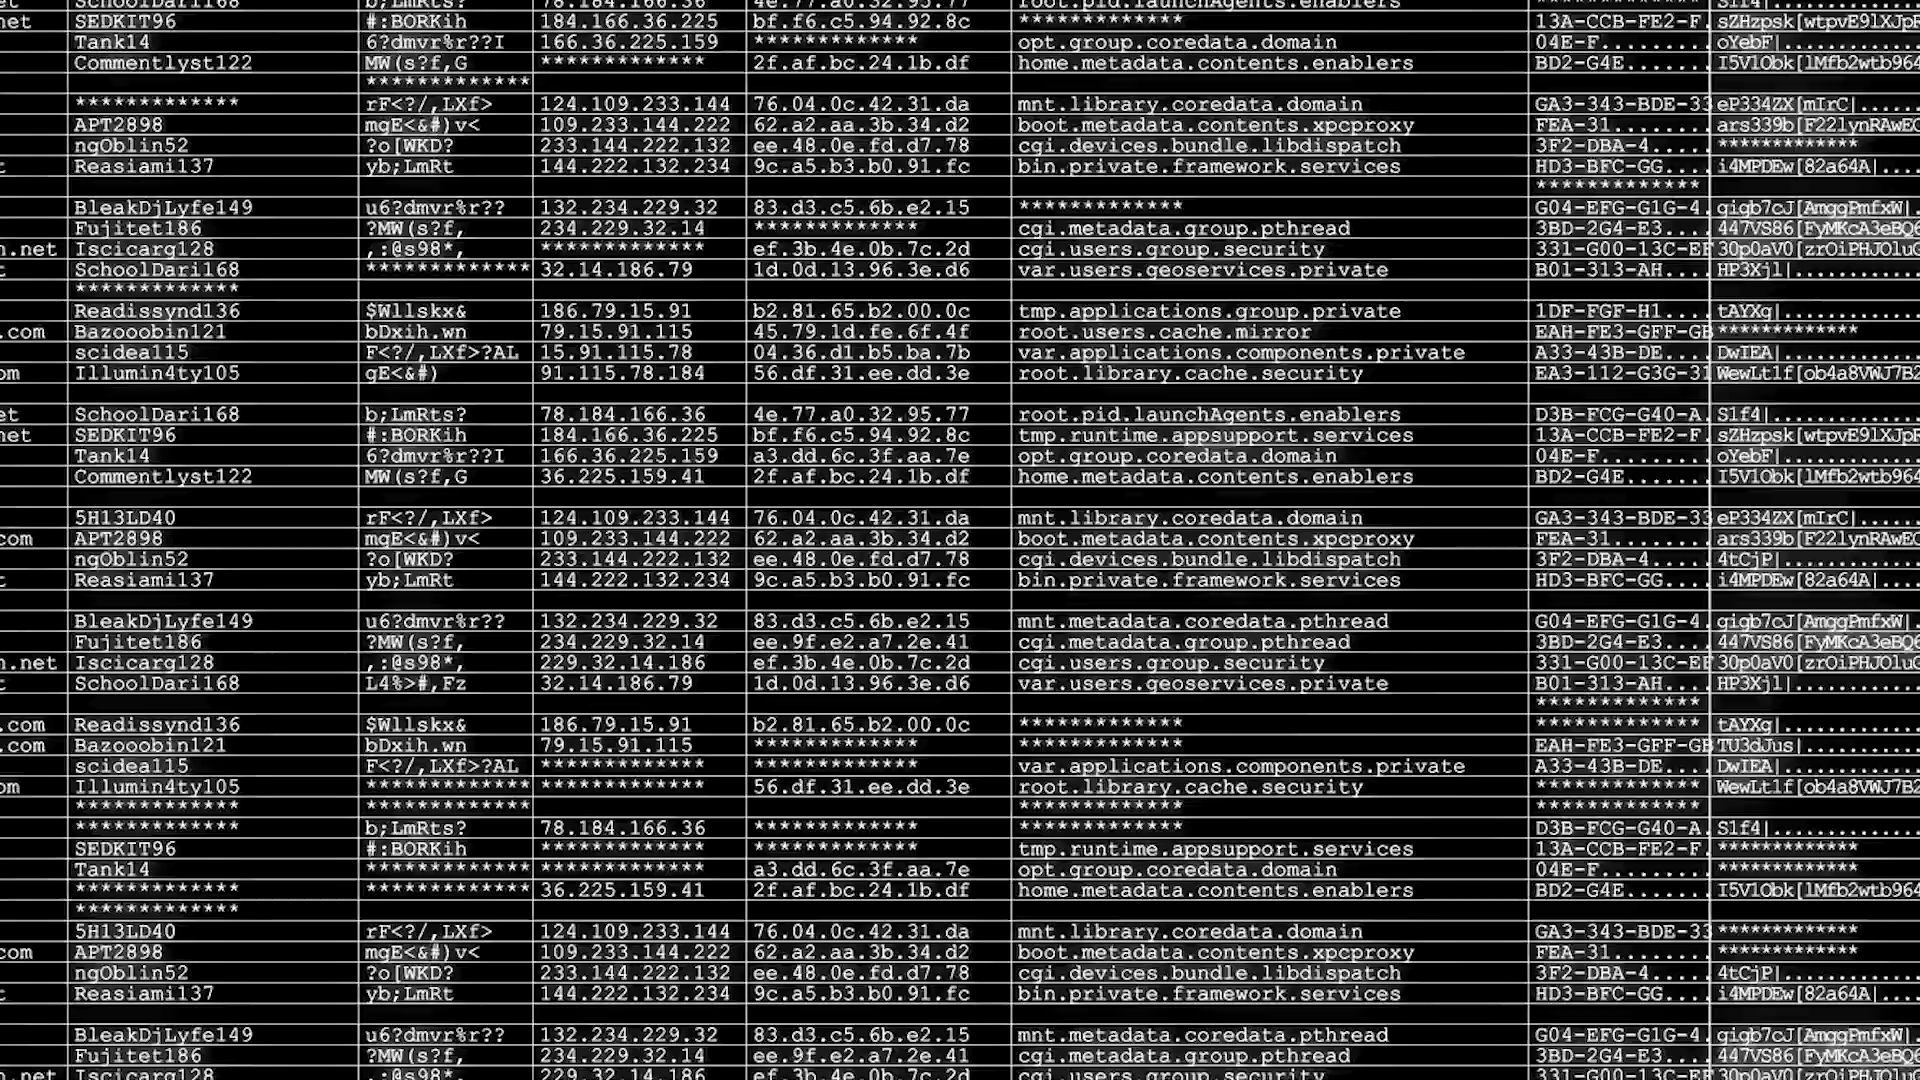 et SchoolDari168 b;LmRts? 78.184.166.36 4e.77.a0.32.95.77 root.pid.launchAgents.enablers ************* S1f4|
net SEDKIT96 #:BORKih 184.166.36.225 bf.f6.c5.94.92.8c ************* 13A-CCB-FE2-F. sZHzpsk[wtpvE9lXJpR
Tank14 6?dmvr%r??I 166.36.225.159 ************* opt.group.coredata.domain 04E-F........ oYebF|............
Commentlyst122 MW(s?f,G ************* 2f.af.bc.24.1b.df home.metadata.contents.enablers BD2-G4E....... I5V1Obk[lMfb2wtb964
*************
************* rF<?/,LXf> 124.109.233.144 76.04.0c.42.31.da mnt.library.coredata.domain GA3-343-BDE-33 eP334ZX[mIrC|.....
APT2898 mgE<&#)v< 109.233.144.222 62.a2.aa.3b.34.d2 boot.metadata.contents.xpcproxy FEA-31........ ars339b[F22lynRAwEC
ngOblin52 ?o[WKD? 233.144.222.132 ee.48.0e.fd.d7.78 cgi.devices.bundle.libdispatch 3F2-DBA-4..... *************
Reasiami137 yb;LmRt 144.222.132.234 9c.a5.b3.b0.91.fc bin.private.framework.services HD3-BFC-GG.... i4MPDEw[82a64A|....
*************
BleakDjLyfe149 u6?dmvr%r?? 132.234.229.32 83.d3.c5.6b.e2.15 ************* G04-EFG-G1G-4. gigb7cJ[AmggPmfxW|.
Fujitet186 ?MW(s?f, 234.229.32.14 ************* cgi.metadata.group.pthread 3BD-2G4-E3.... 447VS86[FyMKcA3eBQ6
n.net Iscicarg128 ,:@s98*, ************* ef.3b.4e.0b.7c.2d cgi.users.group.security 331-G00-13C-EF 30p0aV0[zrOiPHJOluG
t SchoolDari168 ************* 32.14.186.79 1d.0d.13.96.3e.d6 var.users.geoservices.private B01-313-AH.... HP3Xjl|............
*************
Readissynd136 $Wllskx& 186.79.15.91 b2.81.65.b2.00.0c tmp.applications.group.private 1DF-FGF-H1.... tAYXg|.............
.com Bazooobin121 bDxih.wn 79.15.91.115 45.79.1d.fe.6f.4f root.users.cache.mirror EAH-FE3-GFF-GB *************
scidea115 F<?/,LXf>?AL 15.91.115.78 04.36.d1.b5.ba.7b var.applications.components.private A33-43B-DE.... DwIEA|.............
om Illumin4ty105 gE<&#) 91.115.78.184 56.df.31.ee.dd.3e root.library.cache.security EA3-112-G3G-31 WewLt1f[ob4a8VWJ7B2
et SchoolDari168 b;LmRts? 78.184.166.36 4e.77.a0.32.95.77 root.pid.launchAgents.enablers D3B-FCG-G40-A. S1f4|..............
net SEDKIT96 #:BORKih 184.166.36.225 bf.f6.c5.94.92.8c tmp.runtime.appsupport.services 13A-CCB-FE2-F. sZHzpsk[wtpvE9lXJpR
Tank14 6?dmvr%r??I 166.36.225.159 a3.dd.6c.3f.aa.7e opt.group.coredata.domain 04E-F......... oYebF|.............
Commentlyst122 MW(s?f,G 36.225.159.41 2f.af.bc.24.1b.df home.metadata.contents.enablers BD2-G4E....... I5V1Obk[lMfb2wtb964
5H13LD40 rF<?/,LXf> 124.109.233.144 76.04.0c.42.31.da mnt.library.coredata.domain GA3-343-BDE-33 eP334ZX[mIrC|......
com APT2898 mgE<&#)v< 109.233.144.222 62.a2.aa.3b.34.d2 boot.metadata.contents.xpcproxy FEA-31........ ars339b[F22lynRAwEC
ngOblin52 ?o[WKD? 233.144.222.132 ee.48.0e.fd.d7.78 cgi.devices.bundle.libdispatch 3F2-DBA-4..... 4tCjP|.............
t Reasiami137 yb;LmRt 144.222.132.234 9c.a5.b3.b0.91.fc bin.private.framework.services HD3-BFC-GG.... i4MPDEw[82a64A|....
BleakDjLyfe149 u6?dmvr%r?? 132.234.229.32 83.d3.c5.6b.e2.15 mnt.metadata.coredata.pthread G04-EFG-G1G-4. gigb7cJ[AmggPmfxW|.
Fujitet186 ?MW(s?f, 234.229.32.14 ee.9f.e2.a7.2e.41 cgi.metadata.group.pthread 3BD-2G4-E3.... 447VS86[FyMKcA3eBQ6
n.net Iscicarg128 ,:@s98*, 229.32.14.186 ef.3b.4e.0b.7c.2d cgi.users.group.security 331-G00-13C-EF 30p0aV0[zrOiPHJOluG
t SchoolDari168 L4%>#,Fz 32.14.186.79 1d.0d.13.96.3e.d6 var.users.geoservices.private B01-313-AH.... HP3Xjl|............
*************
.com Readissynd136 $Wllskx& 186.79.15.91 b2.81.65.b2.00.0c ************* ************* tAYXg|.............
.com Bazooobin121 bDxih.wn 79.15.91.115 ************* ************* EAH-FE3-GFF-GB TU3dJus|...........
scidea115 F<?/,LXf>?AL ************* ************* var.applications.components.private A33-43B-DE.... DwIEA|.............
om Illumin4ty105 ************* ************* 56.df.31.ee.dd.3e root.library.cache.security ************* WewLt1f[ob4a8VWJ7B2
************* ************* ************* *************
************* b;LmRts? 78.184.166.36 ************* ************* D3B-FCG-G40-A. S1f4|..............
SEDKIT96 #:BORKih ************* ************* tmp.runtime.appsupport.services 13A-CCB-FE2-F. *************
Tank14 ************* ************* a3.dd.6c.3f.aa.7e opt.group.coredata.domain 04E-F......... *************
************* ************* 36.225.159.41 2f.af.bc.24.1b.df home.metadata.contents.enablers BD2-G4E....... I5V1Obk[lMfb2wtb964
*************
5H13LD40 rF<?/,LXf> 124.109.233.144 76.04.0c.42.31.da mnt.library.coredata.domain GA3-343-BDE-33 *************
com APT2898 mgE<&#)v< 109.233.144.222 62.a2.aa.3b.34.d2 boot.metadata.contents.xpcproxy FEA-31........ *************
ngOblin52 ?o[WKD? 233.144.222.132 ee.48.0e.fd.d7.78 cgi.devices.bundle.libdispatch 3F2-DBA-4..... 4tCjP|.............
t Reasiami137 yb;LmRt 144.222.132.234 9c.a5.b3.b0.91.fc bin.private.framework.services HD3-BFC-GG.... i4MPDEw[82a64A|....
BleakDjLyfe149 u6?dmvr%r?? 132.234.229.32 83.d3.c5.6b.e2.15 mnt.metadata.coredata.pthread G04-EFG-G1G-4. gigb7cJ[AmggPmfxW|.
Fujitet186 ?MW(s?f, 234.229.32.14 ee.9f.e2.a7.2e.41 cgi.metadata.group.pthread 3BD-2G4-E3.... 447VS86[FyMKcA3eBQ6
n.net Iscicarg128 ,:@s98*, 229.32.14.186 ef.3b.4e.0b.7c.2d cgi.users.group.security 331-G00-13C-EF 30p0aV0[zrOiPHJOluG